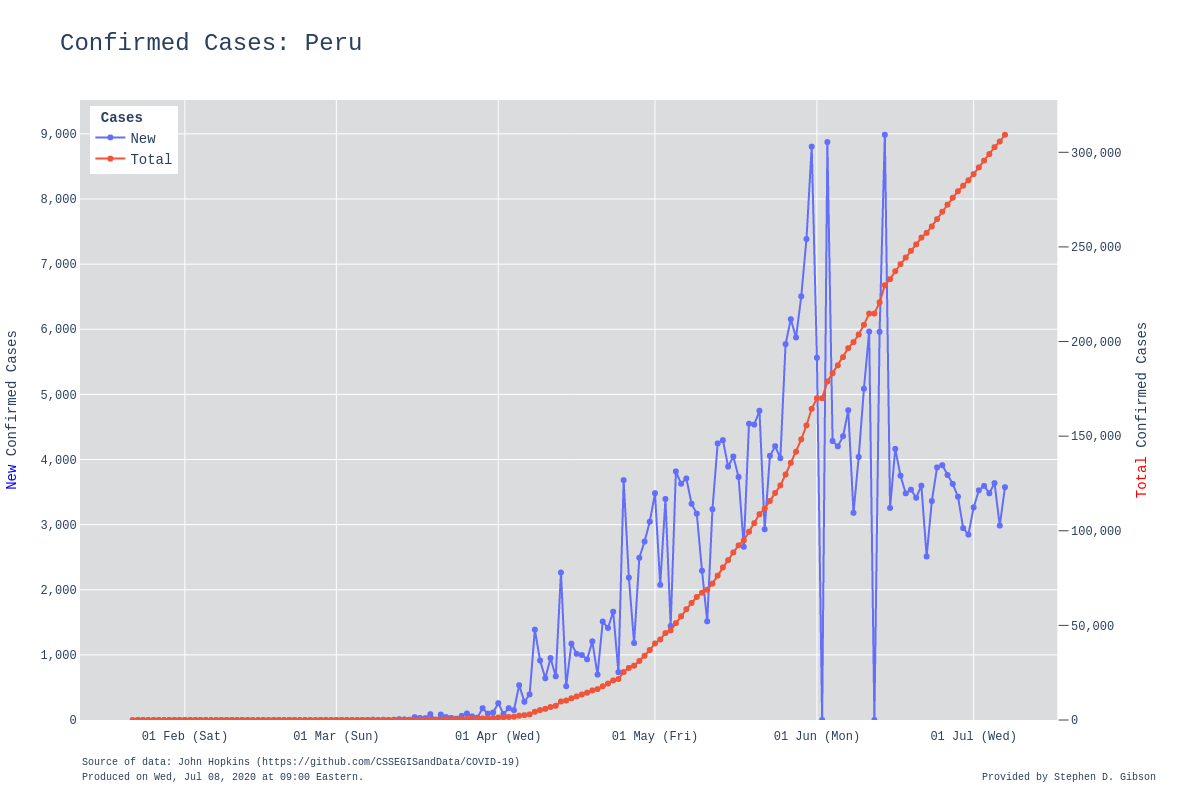 Confirmed Cases: Peru
Cases
New
Total
9,000
8,000
7,000
6,000
5,000
4,000
3,000
2,000
1,000
0
New Confirmed Cases
300,000
250,000
200,000
150,000
100,000
50,000
0
Total Confirmed Cases
01 Feb (Sat)
01 Mar (Sun)
01 Apr (Wed)
01 May (Fri)
01 Jun (Mon)
01 Jul (Wed)
Source of data: John Hopkins (https://github.com/CSSEGISandData/COVID-19)
Produced on Wed, Jul 08, 2020 at 09:00 Eastern.
Provided by Stephen D. Gibson